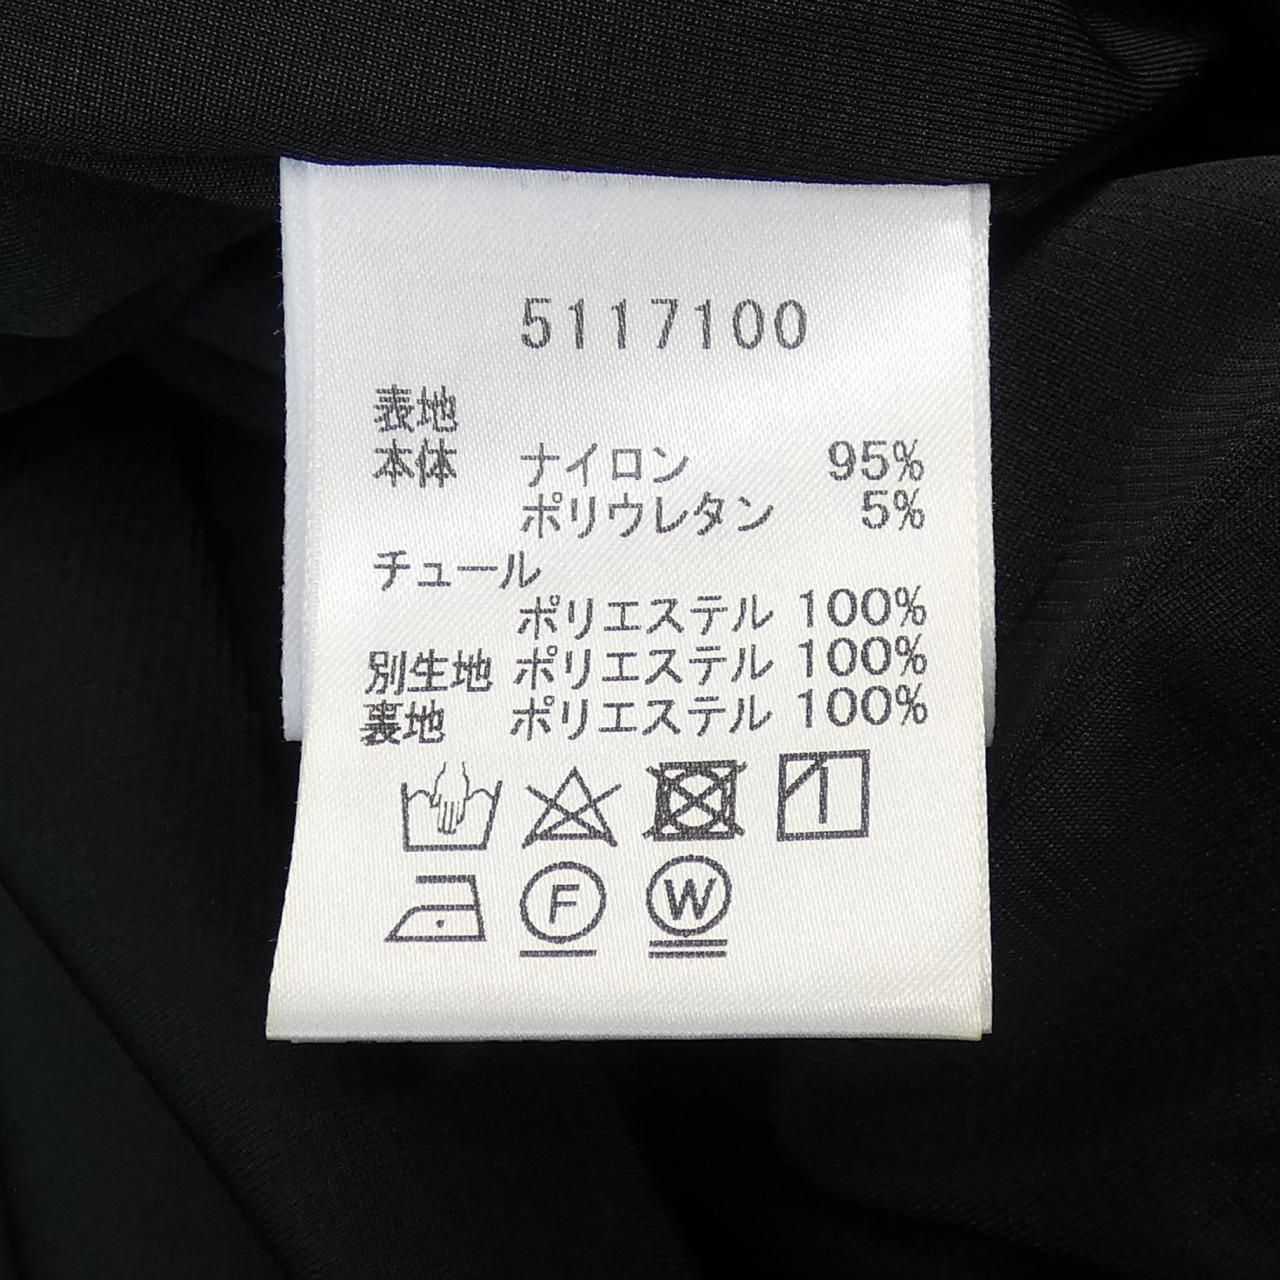 5117100
表地
本体 ナイロン 95%
ポリウレタン 5%
チュール
ポリエステル 100%
別生地 ポリエステル 100%
裏地 ポリエステル 100%
F W